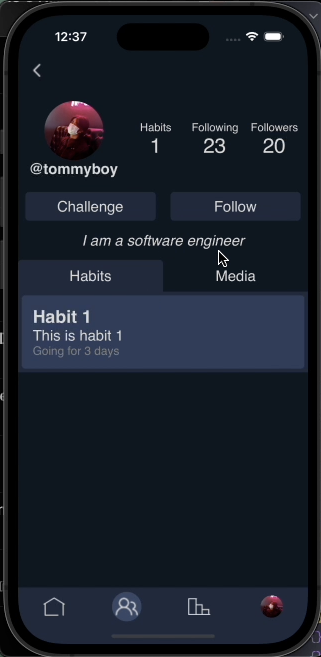 12:37
Habits Following Followers
1 23 20
@tommyboy
Challenge Follow
I am a software engineer
Habits Media
Habit 1
This is habit 1
Going for 3 days